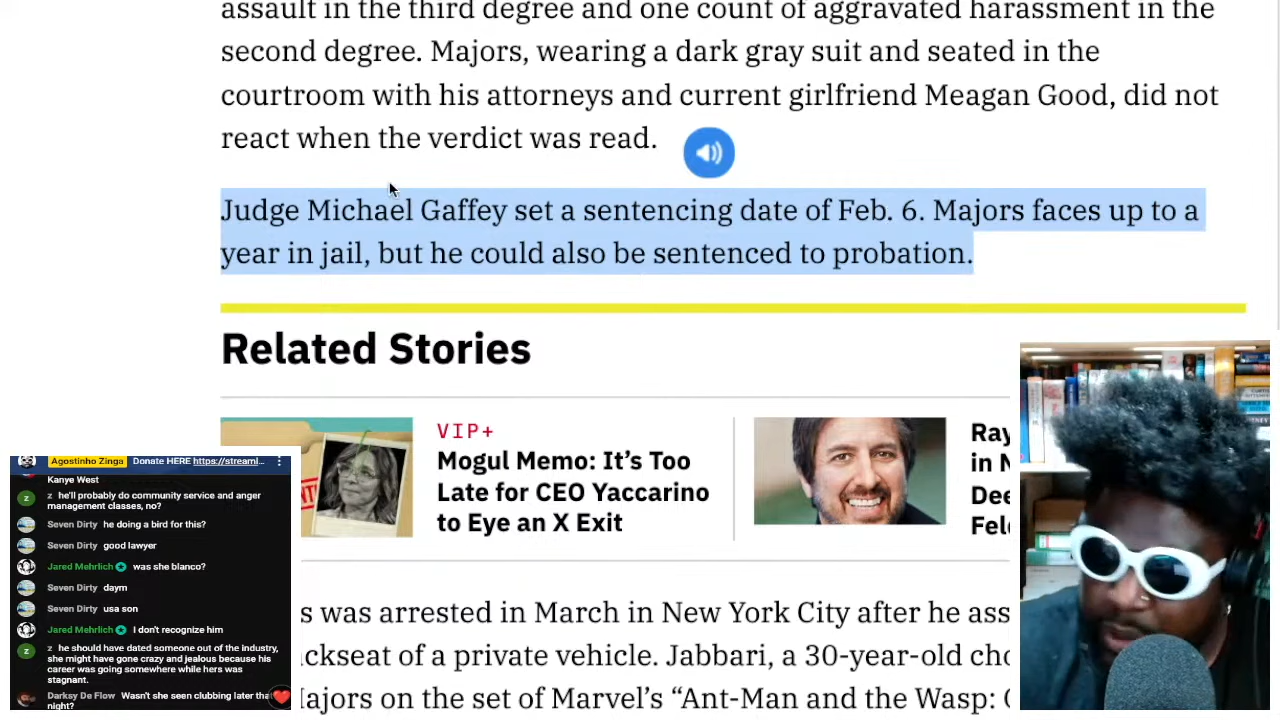 assault in the third degree and one count of aggravated harassment in the
second degree. Majors, wearing a dark gray suit and seated in the
courtroom with his attorneys and current girlfriend Meagan Good, did not
react when the verdict was read.
Judge Michael Gaffey set a sentencing date of Feb. 6. Majors faces up to a
year in jail, but he could also be sentenced to probation.
Related Stories
VIP+
Mogul Memo: It’s Too
Late for CEO Yaccarino
to Eye an X Exit
Ray
in N
Dee
Fel
s was arrested in March in New York City after he ass
ckseat of a private vehicle. Jabbari, a 30-year-old cho
Majors on the set of Marvel’s “Ant-Man and the Wasp:
Agostinho Zinga Donate HERE https://streaml...
Kanye West
z he'll probably do community service and anger
management classes, no?
Seven Dirty he doing a bird for this?
Seven Dirty good lawyer
Jared Mehrlich was she blanco?
Seven Dirty daym
Seven Dirty usa son
Jared Mehrlich I don't recognize him
z he should have dated someone out of the industry,
she might have gone crazy and jealous because his
career was going somewhere while hers was
stagnant.
Darksy De Flow Wasn't she seen clubbing later that
night?